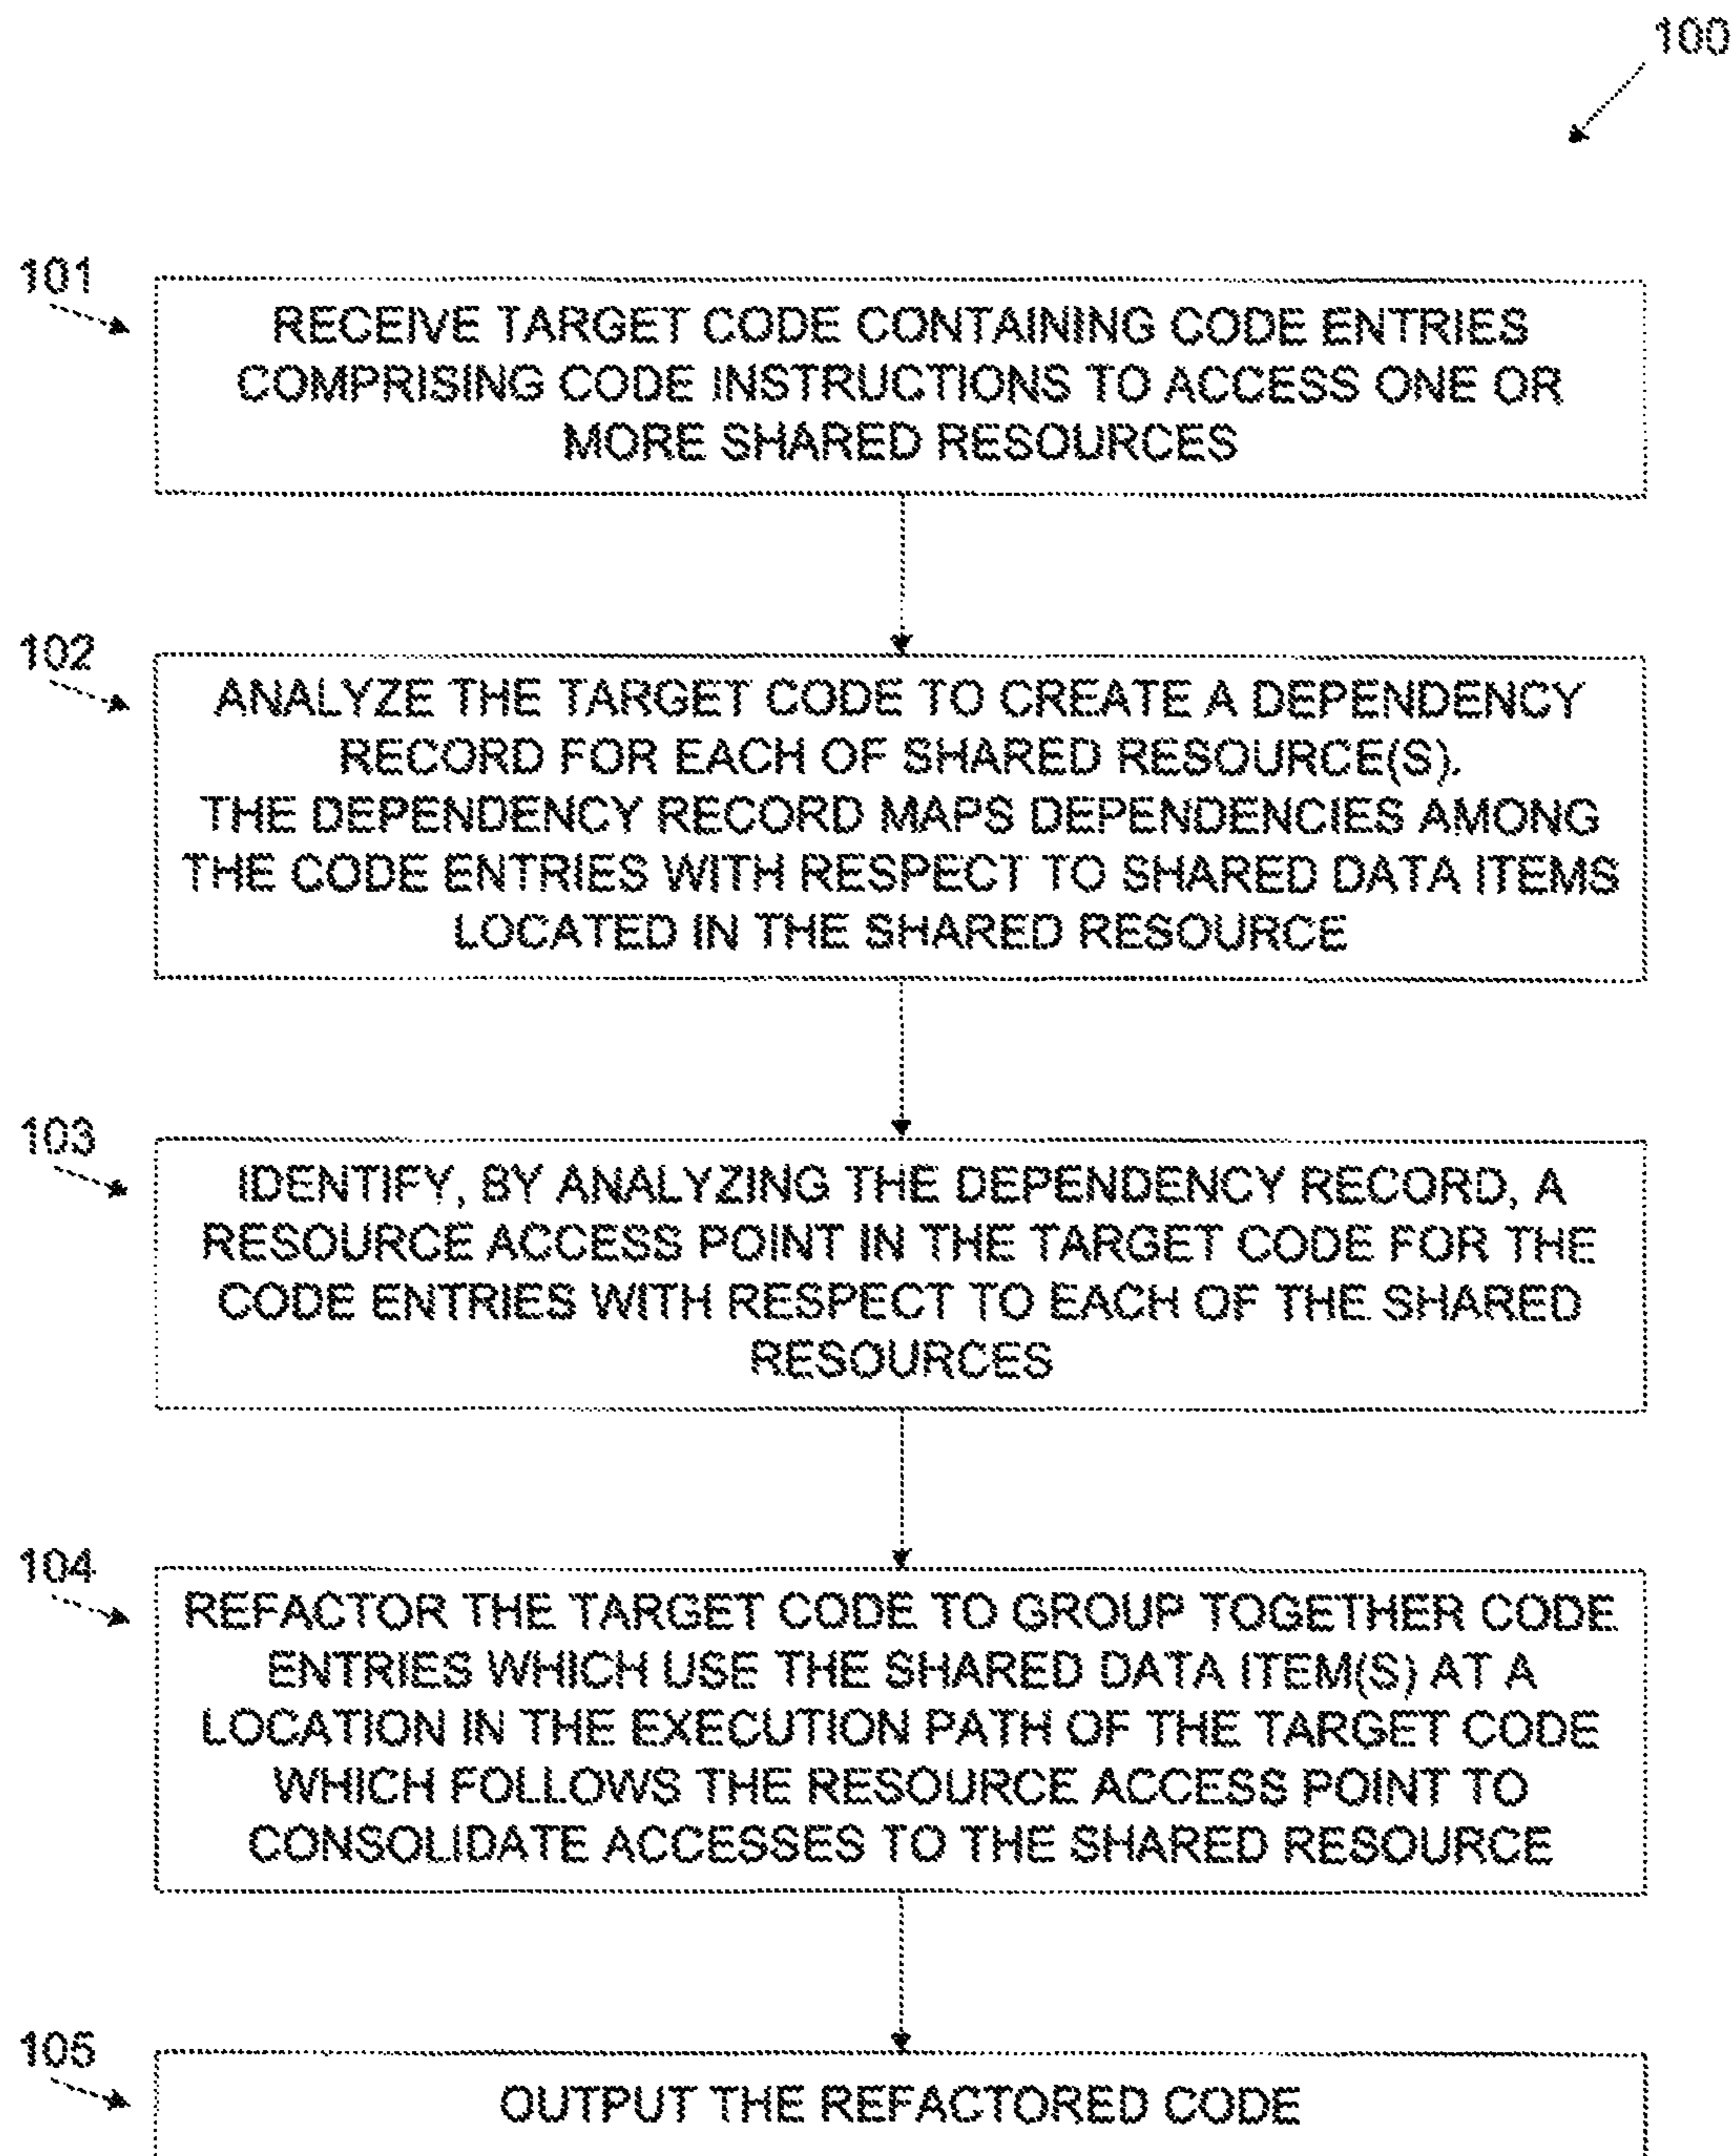 100
101
RECEIVE TARGET CODE CONTAINING CODE ENTRIES
COMPRISING CODE INSTRUCTIONS TO ACCESS ONE OR
MORE SHARED RESOURCES
102
ANALYZE THE TARGET CODE TO CREATE A DEPENDENCY
RECORD FOR EACH OF SHARED RESOURCE(S).
THE DEPENDENCY RECORD MAPS DEPENDENCIES AMONG
THE CODE ENTRIES WITH RESPECT TO SHARED DATA ITEMS
LOCATED IN THE SHARED RESOURCE
103
IDENTIFY, BY ANALYZING THE DEPENDENCY RECORD, A
RESOURCE ACCESS POINT IN THE TARGET CODE FOR THE
CODE ENTRIES WITH RESPECT TO EACH OF THE SHARED
RESOURCES
104
REFACTOR THE TARGET CODE TO GROUP TOGETHER CODE
ENTRIES WHICH USE THE SHARED DATA ITEM(S) AT A
LOCATION IN THE EXECUTION PATH OF THE TARGET CODE
WHICH FOLLOWS THE RESOURCE ACCESS POINT TO
CONSOLIDATE ACCESSES TO THE SHARED RESOURCE
105
OUTPUT THE REFACTORED CODE